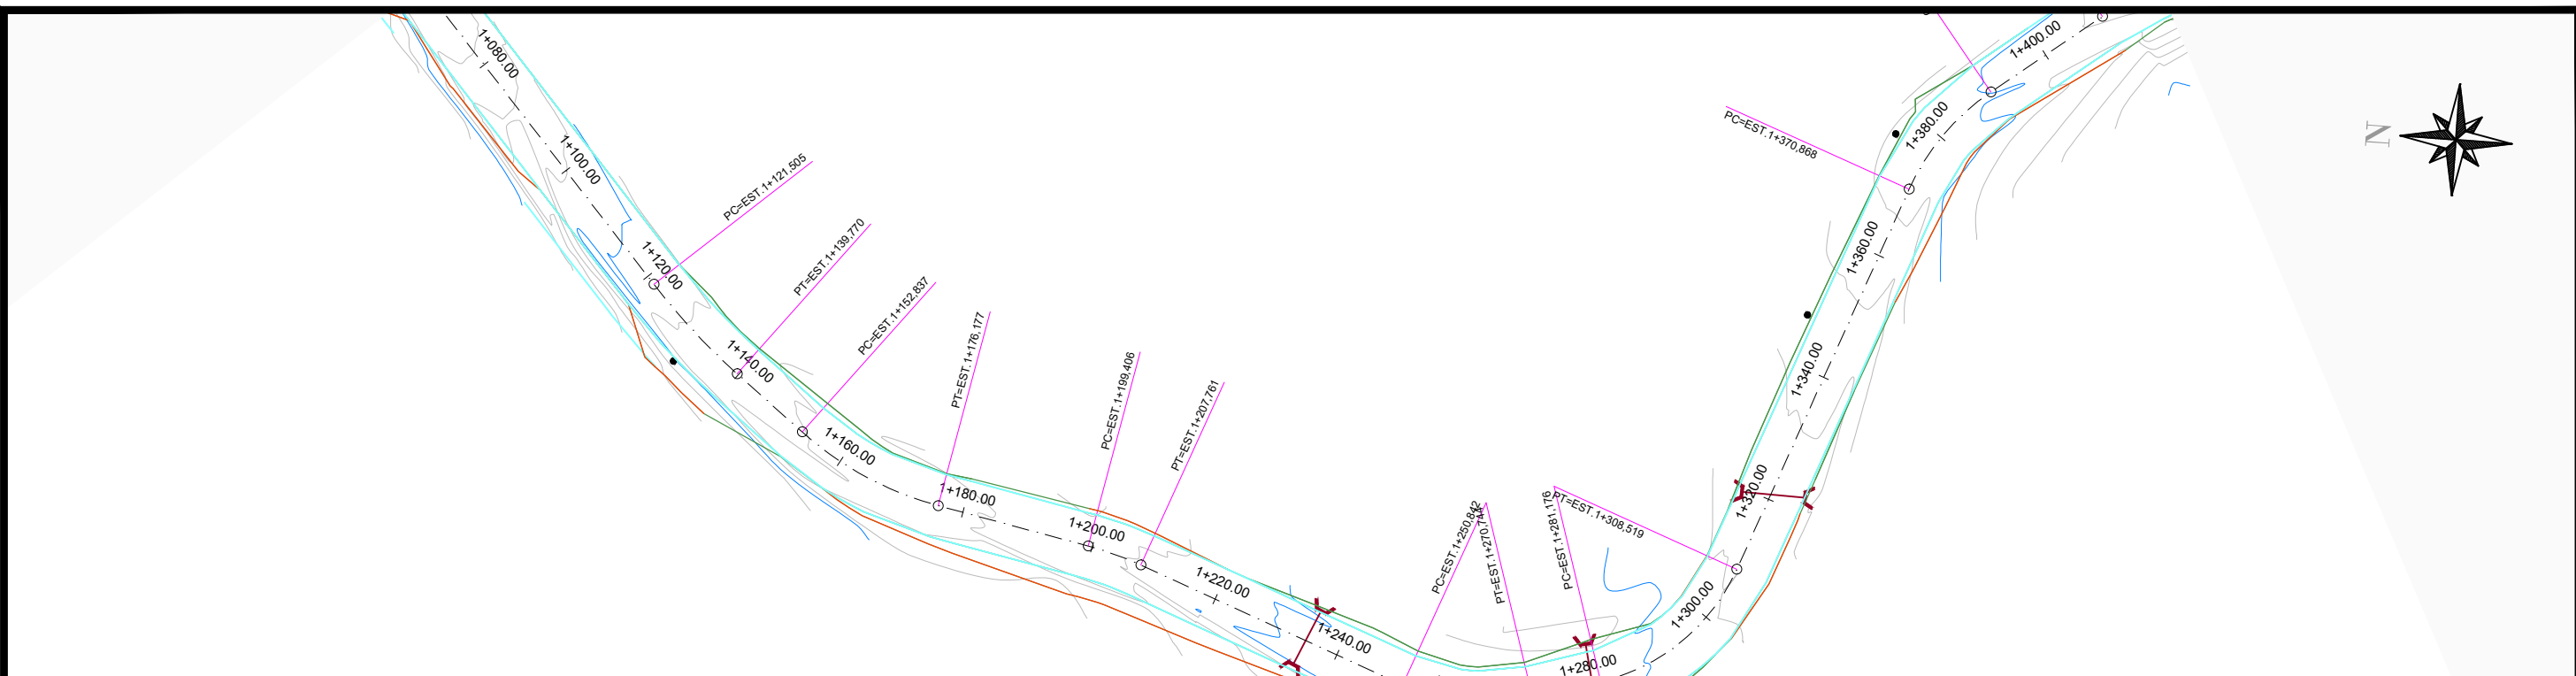 1+080.00
1+100.00
PC=EST.1+121,505
1+120.00
PT=EST.1+139,770
1+140.00
PC=EST.1+152,837
1+160.00
PT=EST.1+176,177
1+180.00
PC=EST.1+199,406
1+200.00
PT=EST.1+207,761
1+220.00
1+240.00
PC=EST.1+250,842
PC=EST.1+281,176
1+280.00
PT=EST.1+308,519
1+300.00
1+320.00
1+340.00
1+360.00
PC=EST.1+370,868
1+380.00
1+400.00
N